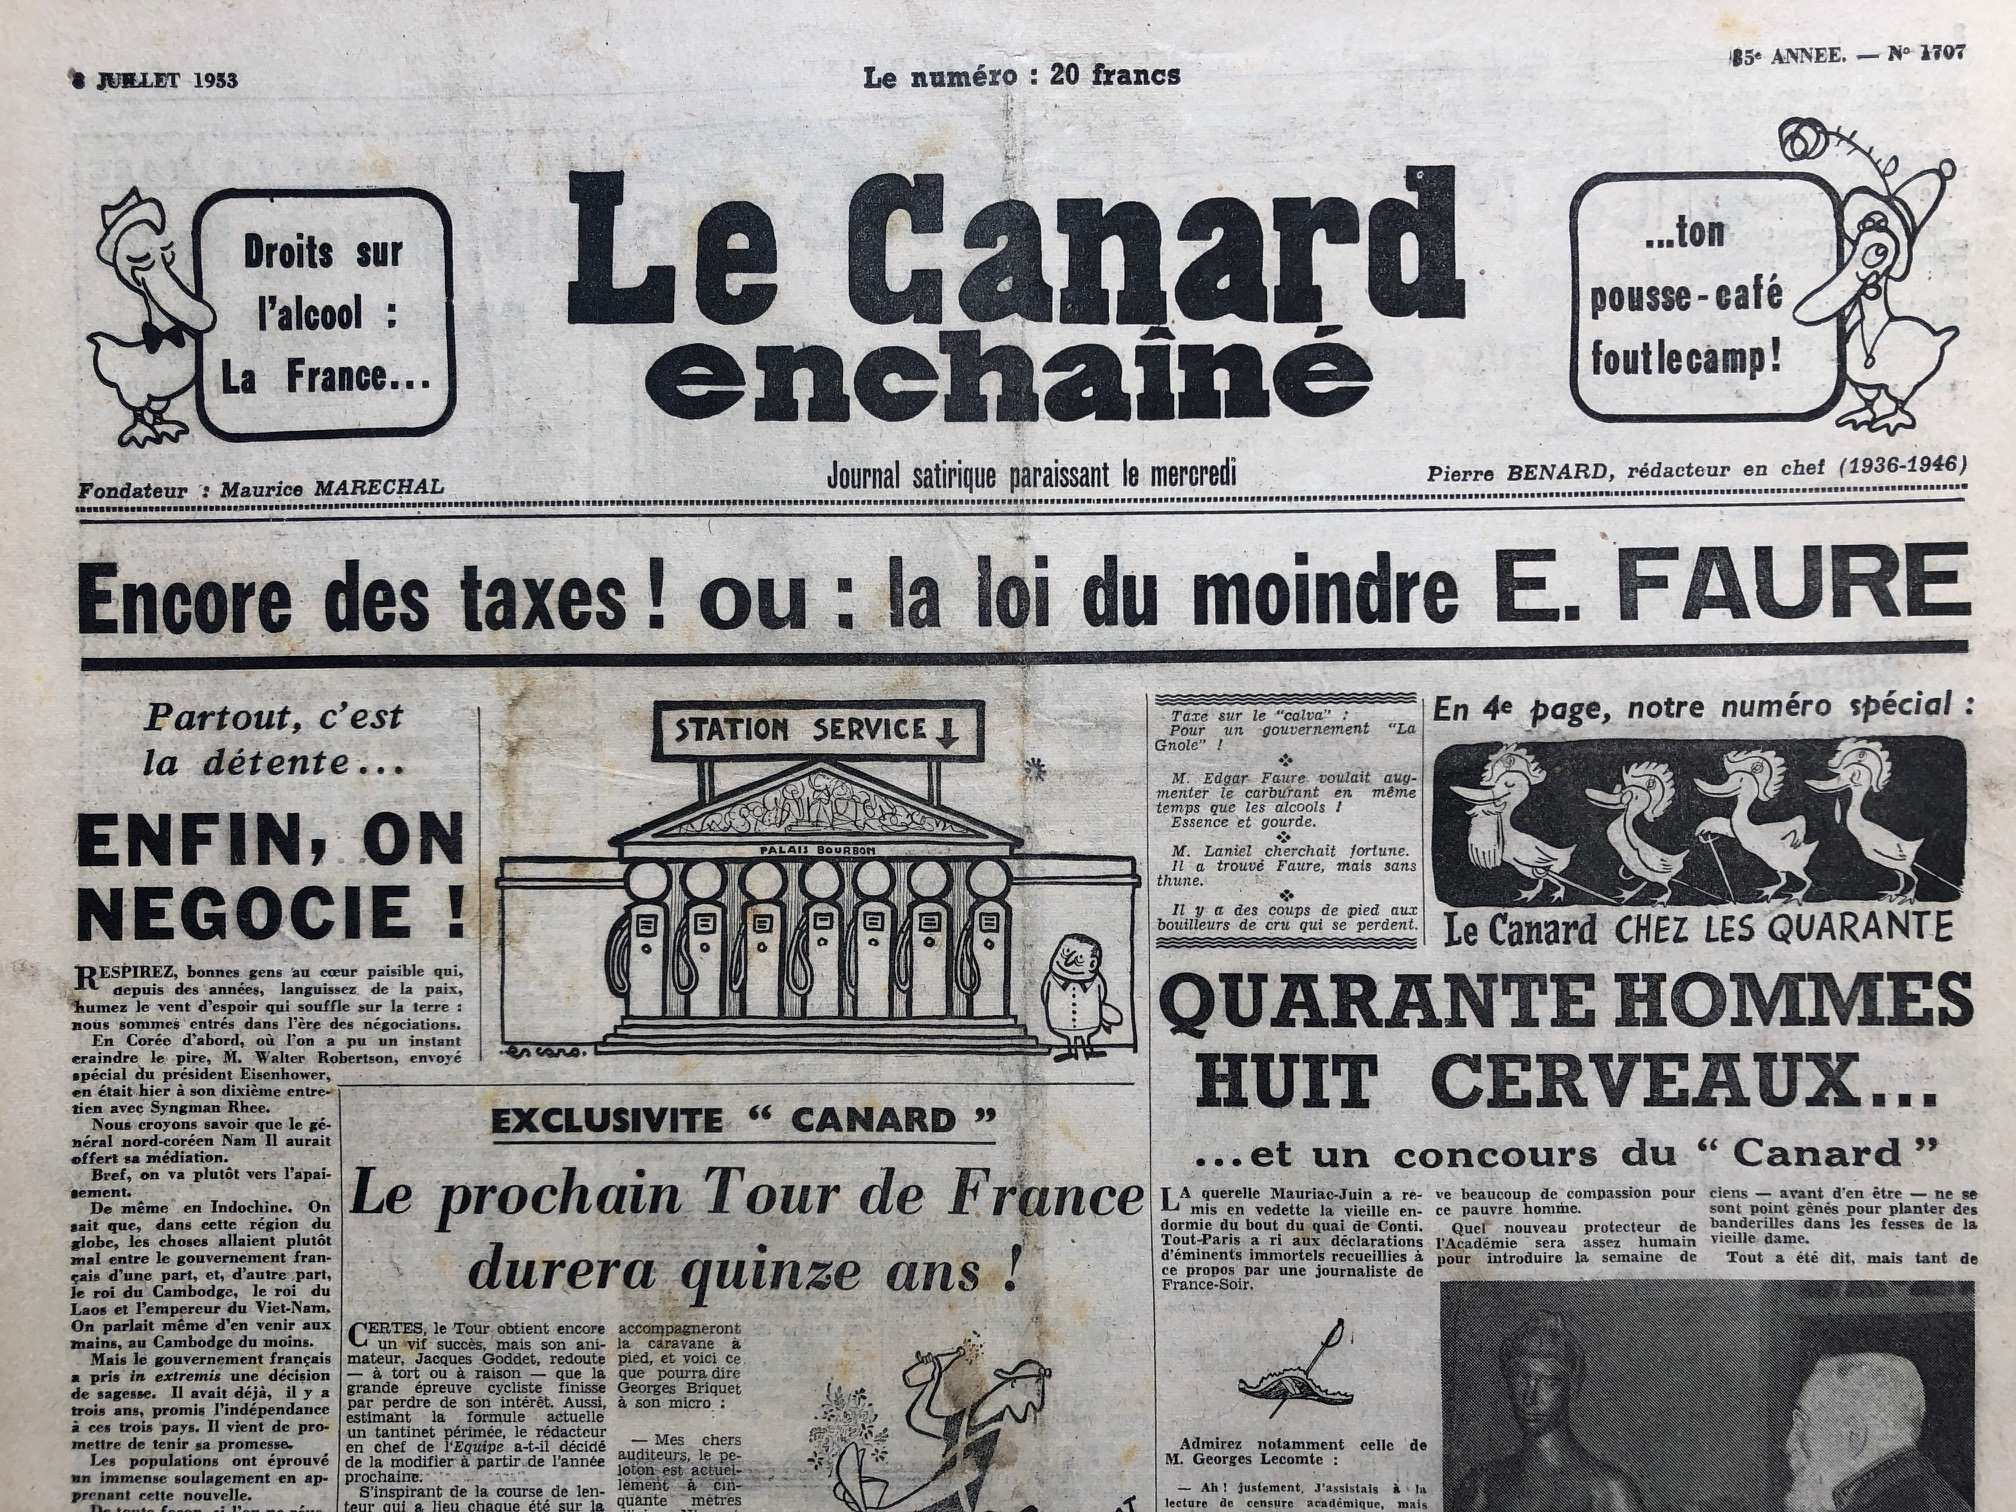 8 JUILLET 1953
Le numéro : 20 francs
35e ANNEE. — No 1707
Droits sur
l'alcool :
La France...
Le Canard
enchaîné
...ton
pousse-café
fout le camp !
Fondateur : Maurice MARECHAL
Journal satirique paraissant le mercredi
Pierre BENARD, rédacteur en chef (1936-1946)
Encore des taxes ! ou : la loi du moindre E. FAURE
Partout, c'est
la détente...
ENFIN, ON
NEGOCIE !
RESPIREZ, bonnes gens au cœur paisible qui,
depuis des années, languissez de la paix,
humez le vent d'espoir qui souffle sur la terre :
nous sommes entrés dans l'ère des négociations.
En Corée d'abord, où l'on a pu un instant
craindre le pire, M. Walter Robertson, envoyé
spécial du président Eisenhower,
en était hier à son dixième entre-
tien avec Syngman Rhee.
Nous croyons savoir que le gé-
néral nord-coréen Nam Il aurait
offert sa médiation.
Bref, on va plutôt vers l'apai-
sement.
De même en Indochine. On
sait que, dans cette région du
globe, les choses allaient plutôt
mal entre le gouvernement fran-
çais d'une part, et, d'autre part,
le roi du Cambodge, le roi du
Laos et l'empereur du Viet-Nam.
On parlait même d'en venir aux
mains, au Cambodge du moins.
Mais le gouvernement français
a pris in extremis une décision
de sagesse. Il avait déjà, il y a
trois ans, promis l'indépendance
à ces trois pays. Il vient de pro-
mettre de tenir sa promesse.
Les populations ont éprouvé
un immense soulagement en ap-
prenant cette nouvelle.
STATION SERVICE
PALAIS BOURBON
escaro.
EXCLUSIVITE " CANARD "
Le prochain Tour de France
durera quinze ans !
CERTES, le Tour obtient encore
un vif succès, mais son ani-
mateur, Jacques Goddet, redoute
— à tort ou à raison — que la
grande épreuve cycliste finisse
par perdre de son intérêt. Aussi,
estimant la formule actuelle
un tantinet périmée, le rédacteur
en chef de l'Equipe a-t-il décidé
de la modifier à partir de l'année
prochaine.
S'inspirant de la course de len-
teur qui a lieu chaque été sur la
accompagneront
la caravane à
pied, et voici ce
que pourra dire
Georges Briquet
à son micro :
— Mes chers
auditeurs, le pe-
loton est actuel-
lement à cin-
quante mètres
Taxe sur le "calva" :
Pour un gouvernement "La
Gnole" !
M. Edgar Faure voulait aug-
menter le carburant en même
temps que les alcools !
Essence et gourde.
M. Laniel cherchait fortune.
Il a trouvé Faure, mais sans
thune.
Il y a des coups de pied aux
bouilleurs de cru qui se perdent.
En 4e page, notre numéro spécial :
Le Canard CHEZ LES QUARANTE
QUARANTE HOMMES
HUIT CERVEAUX...
...et un concours du " Canard "
LA querelle Mauriac-Juin a re-
mis en vedette la vieille en-
dormie du bout du quai de Conti.
Tout-Paris a ri aux déclarations
d'éminents immortels recueillies à
ce propos par une journaliste de
France-Soir.
Admirez notamment celle de
M. Georges Lecomte :
— Ah ! justement, J'assistais à la
lecture de censure académique, mais
ve beaucoup de compassion pour
ce pauvre homme.
Quel nouveau protecteur de
l'Académie sera assez humain
pour introduire la semaine de
ciens — avant d'en être — ne se
sont point gênés pour planter des
banderilles dans les fesses de la
vieille dame.
Tout a été dit, mais tant de